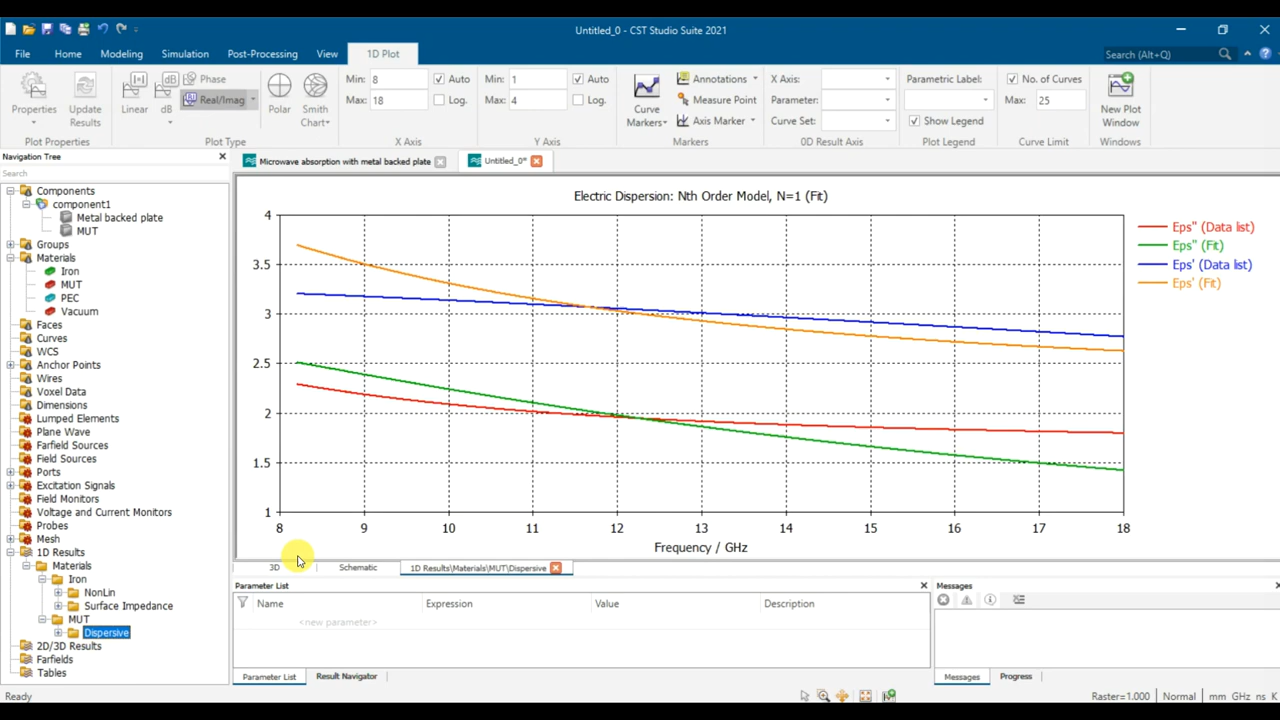 Untitled_0 - CST Studio Suite 2021
File Home Modeling Simulation Post-Processing View 1D Plot Search (Alt+Q)
Properties Update Results Linear dB Phase Real/Imag Polar Smith Chart
Min: 8 Auto Max: 18 Log.
Min: 1 Auto Max: 4 Log.
Curve Markers Annotations Measure Point Axis Marker
X Axis: Parameter: Curve Set:
Parametric Label: Show Legend
No. of Curves Max: 25
New Plot Window
Plot Properties Plot Type X Axis Y Axis Markers 0D Result Axis Plot Legend Curve Limit Windows
Navigation Tree
Search
Components
component1
Metal backed plate
MUT
Groups
Materials
Iron
MUT
PEC
Vacuum
Faces
Curves
WCS
Anchor Points
Wires
Voxel Data
Dimensions
Lumped Elements
Plane Wave
Farfield Sources
Field Sources
Ports
Excitation Signals
Field Monitors
Voltage and Current Monitors
Probes
Mesh
1D Results
Materials
Iron
NonLin
Surface Impedance
MUT
Dispersive
2D/3D Results
Farfields
Tables
Microwave absorption with metal backed plate Untitled_0*
Electric Dispersion: Nth Order Model, N=1 (Fit)
4
3.5
3
2.5
2
1.5
1
8 9 10 11 12 13 14 15 16 17 18
Frequency / GHz
Eps" (Data list)
Eps" (Fit)
Eps' (Data list)
Eps' (Fit)
3D Schematic 1D Results\Materials\MUT\Dispersive
Parameter List
Name Expression Value Description
<new parameter>
Parameter List Result Navigator
Messages
Messages Progress
Ready Raster=1.000 Normal mm GHz ns K